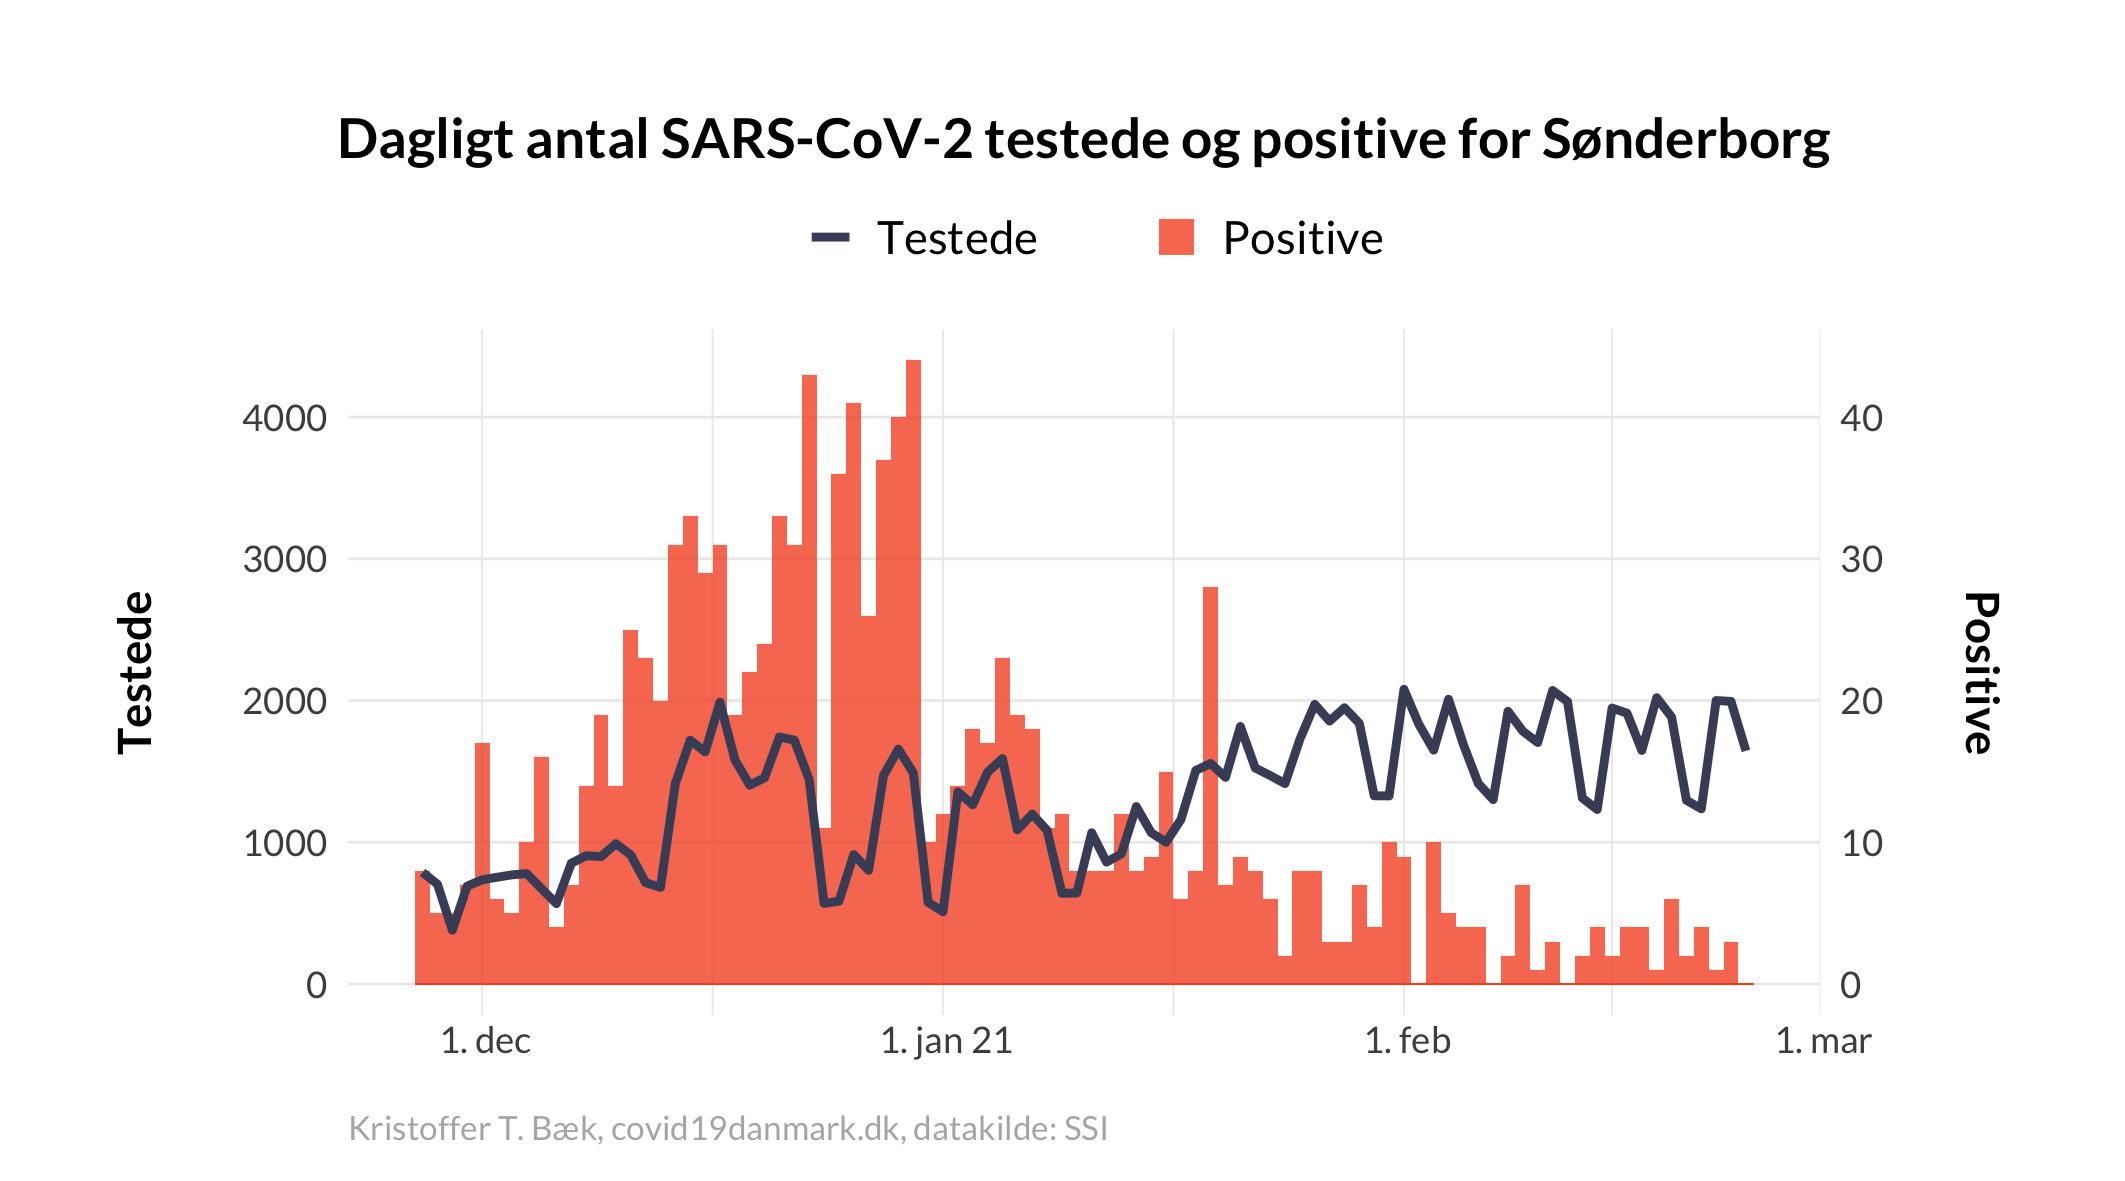 Dagligt antal SARS-CoV-2 testede og positive for Sønderborg
Testede
Positive
4000
3000
2000
1000
0
40
30
20
10
0
Testede
Positive
1. dec
1. jan 21
1. feb
1. mar
Kristoffer T. Bæk, covid19danmark.dk, datakilde: SSI